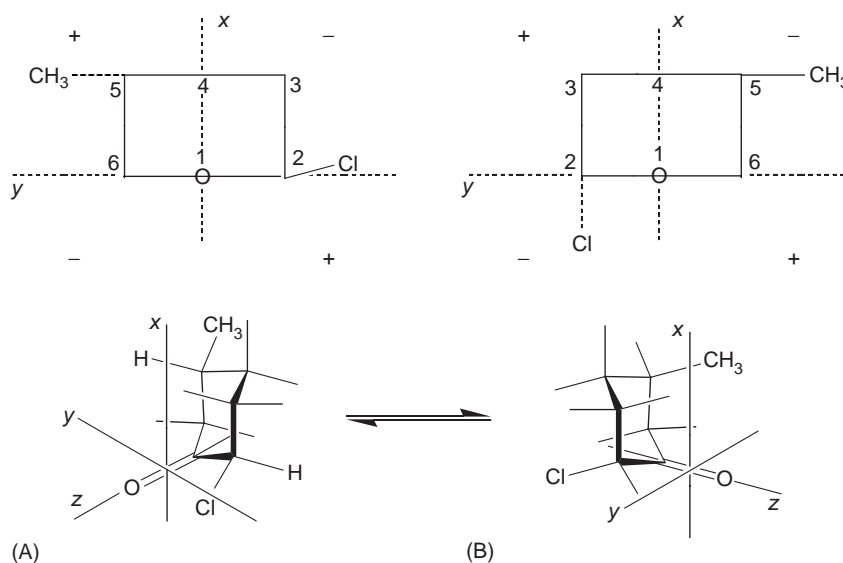 + x − + x −
CH₃ 5 4 3 3 4 5 CH₃
6 1 2 Cl 2 1 6
y O y O
Cl
− + − +
x CH₃ x
H CH₃
y
H Cl
O O
z Cl y z
(A) (B)